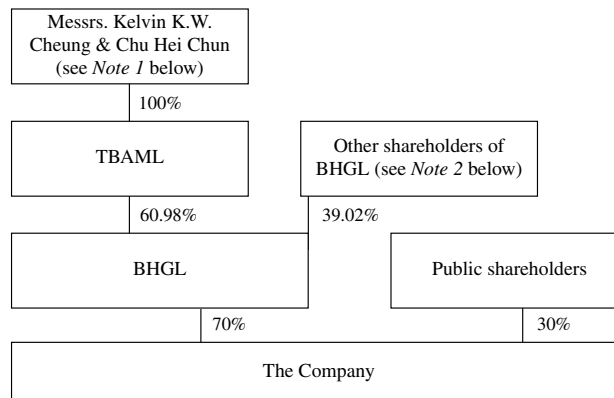 Messrs. Kelvin K.W.
Cheung & Chu Hei Chun
(see Note 1 below)
100%
TBAML
Other shareholders of
BHGL (see Note 2 below)
60.98%
39.02%
BHGL
Public shareholders
70%
30%
The Company